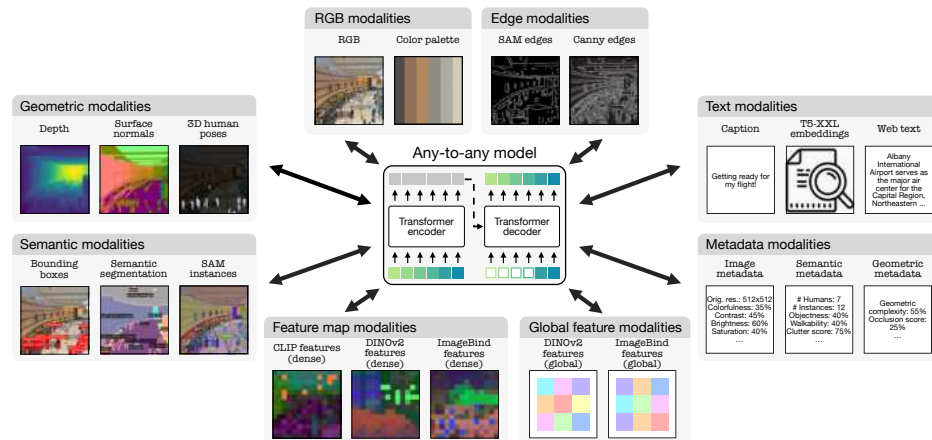 RGB modalities
RGB
Color palette
Edge modalities
SAM edges
Canny edges
Geometric modalities
Depth
Surface
normals
3D human
poses
Text modalities
Caption
T5-XXL
embeddings
Web text
Getting ready for
my flight!
Albany
International
Airport serves as
the major air
center for the
Capital Region,
Northeastern ...
Any-to-any model
Transformer
encoder
Transformer
decoder
Semantic modalities
Bounding
boxes
Semantic
segmentation
SAM
instances
Metadata modalities
Image
metadata
Semantic
metadata
Geometric
metadata
Orig. res.: 512x512
Colorfulness: 35%
Contrast: 45%
Brightness: 60%
Saturation: 40%
...
# Humans: 7
# Instances: 12
Objectness: 40%
Walkability: 40%
Clutter score: 75%
...
Geometric
complexity: 55%
Occlusion score:
25%
...
Feature map modalities
CLIP features
(dense)
DINOv2
features
(dense)
ImageBind
features
(dense)
Global feature modalities
DINOv2
features
(global)
ImageBind
features
(global)